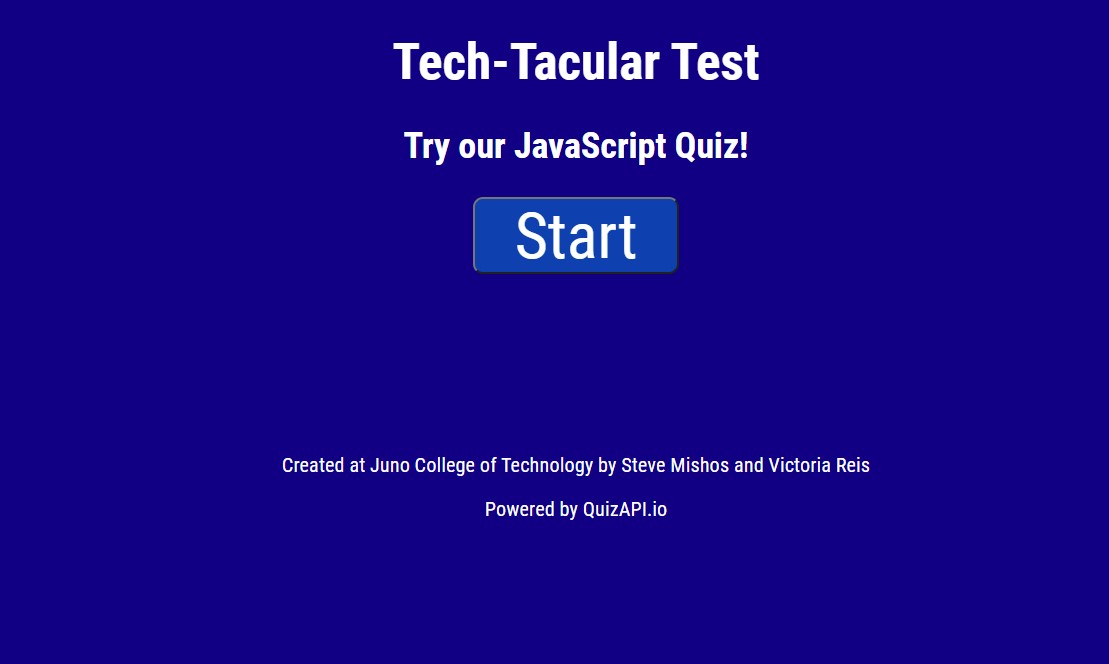 Tech-Tacular Test
Try our JavaScript Quiz!
Start
Created at Juno College of Technology by Steve Mishos and Victoria Reis
Powered by QuizAPI.io